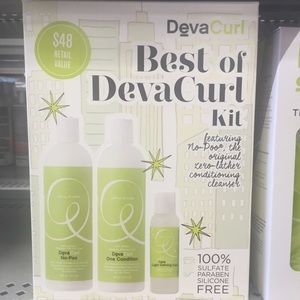 DevaCurl
$48
RETAIL
VALUE
Best of
DevaCurl
Kit
featuring
No-Poo®, the
original
zero-lather
conditioning
cleanser
Deva
No-Poo
Deva
One Condition
100%
SULFATE
PARABEN
SILICONE
FREE